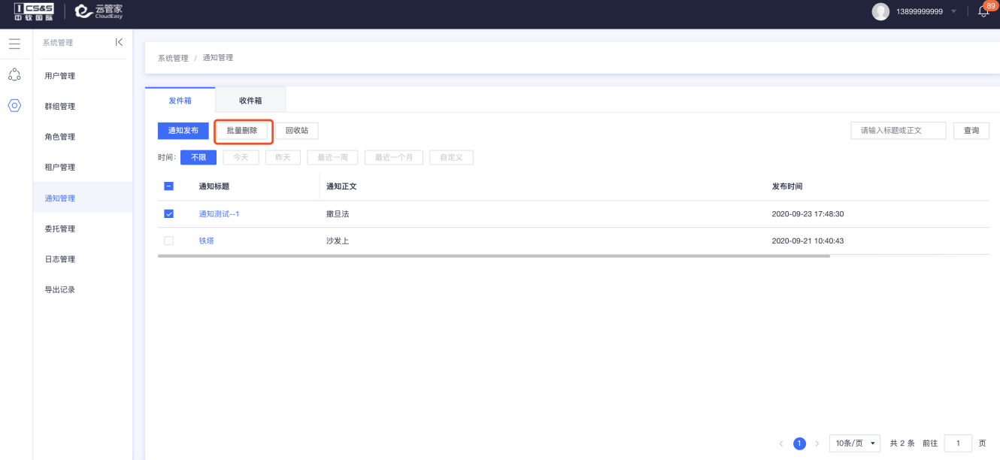 CS&S
中软国际
云管家
CloudEasy
13899999999
89
系统管理
用户管理
群组管理
角色管理
租户管理
通知管理
委托管理
日志管理
导出记录
系统管理 / 通知管理
发件箱 收件箱
通知发布 批量删除 回收站 请输入标题或正文 查询
时间: 不限 今天 昨天 最近一周 最近一个月 自定义
通知标题 通知正文 发布时间
通知测试--1 撒旦法 2020-09-23 17:48:30
铁塔 沙发上 2020-09-21 10:40:43
1 10条/页 共 2 条 前往 1 页